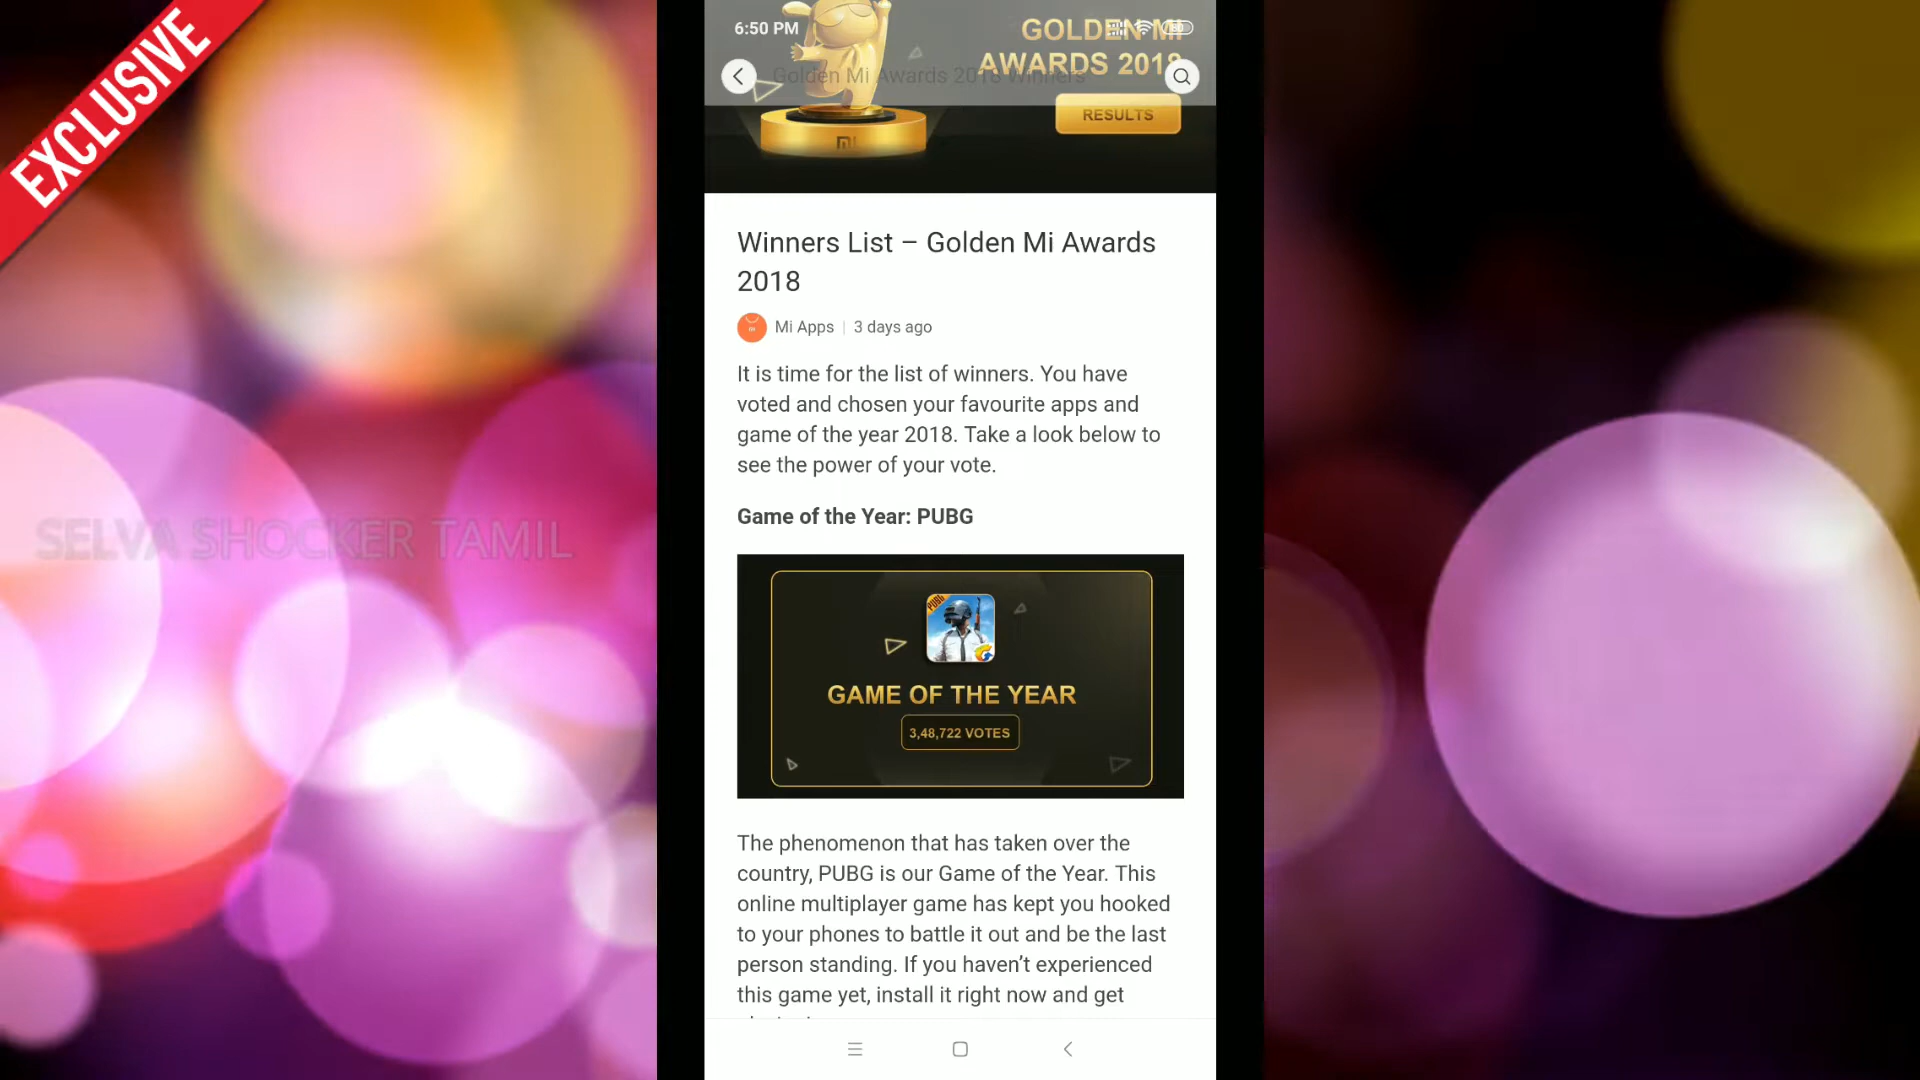 EXCLUSIVE
SELVA SHOCKER TAMIL
6:50 PM
GOLDEN MI
AWARDS 2018
Golden Mi Awards 2018 Winners
RESULTS
Winners List – Golden Mi Awards
2018
Mi Apps | 3 days ago
It is time for the list of winners. You have
voted and chosen your favourite apps and
game of the year 2018. Take a look below to
see the power of your vote.
Game of the Year: PUBG
PUBG
GAME OF THE YEAR
3,48,722 VOTES
The phenomenon that has taken over the
country, PUBG is our Game of the Year. This
online multiplayer game has kept you hooked
to your phones to battle it out and be the last
person standing. If you haven’t experienced
this game yet, install it right now and get